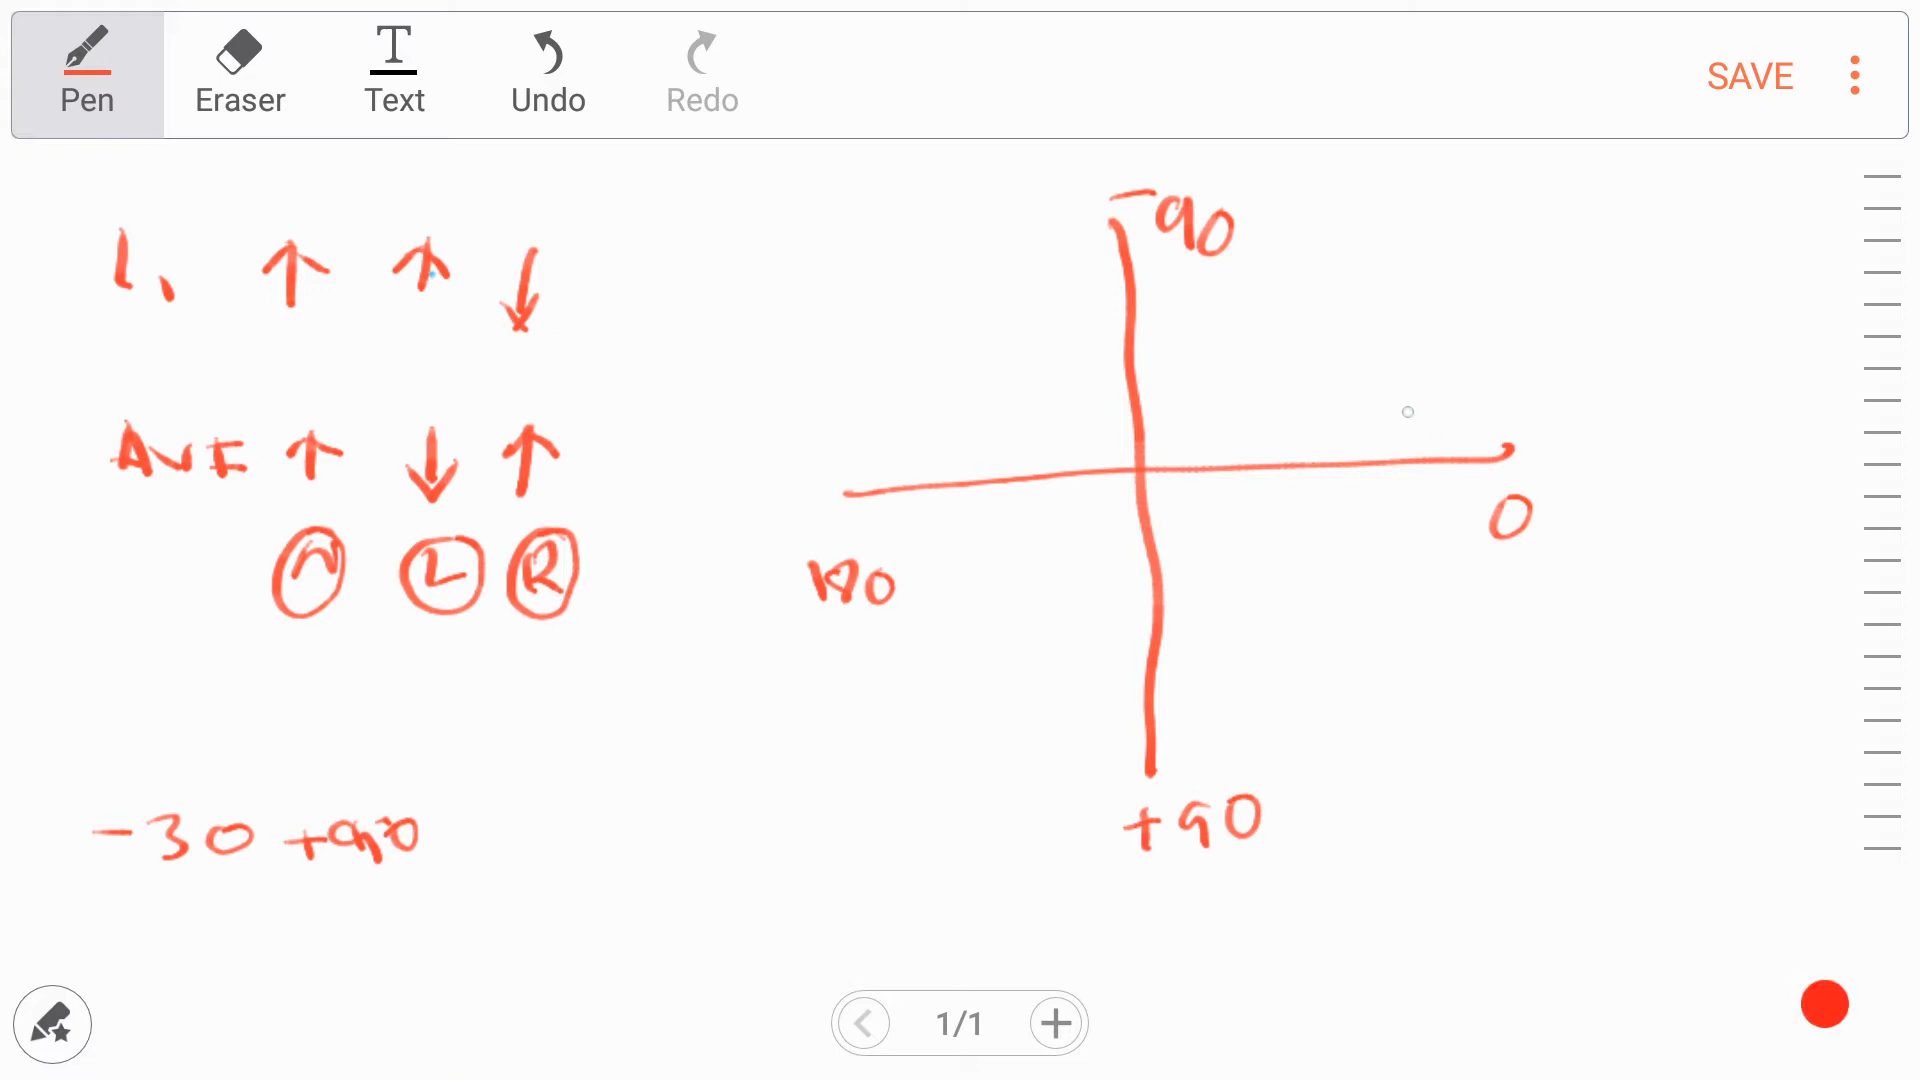 Pen Eraser Text Undo Redo SAVE
-90
1. ↑ ↑ ↓
AVF ↑ ↓ ↑
0
N L R
180
-30 +90
+90
1/1